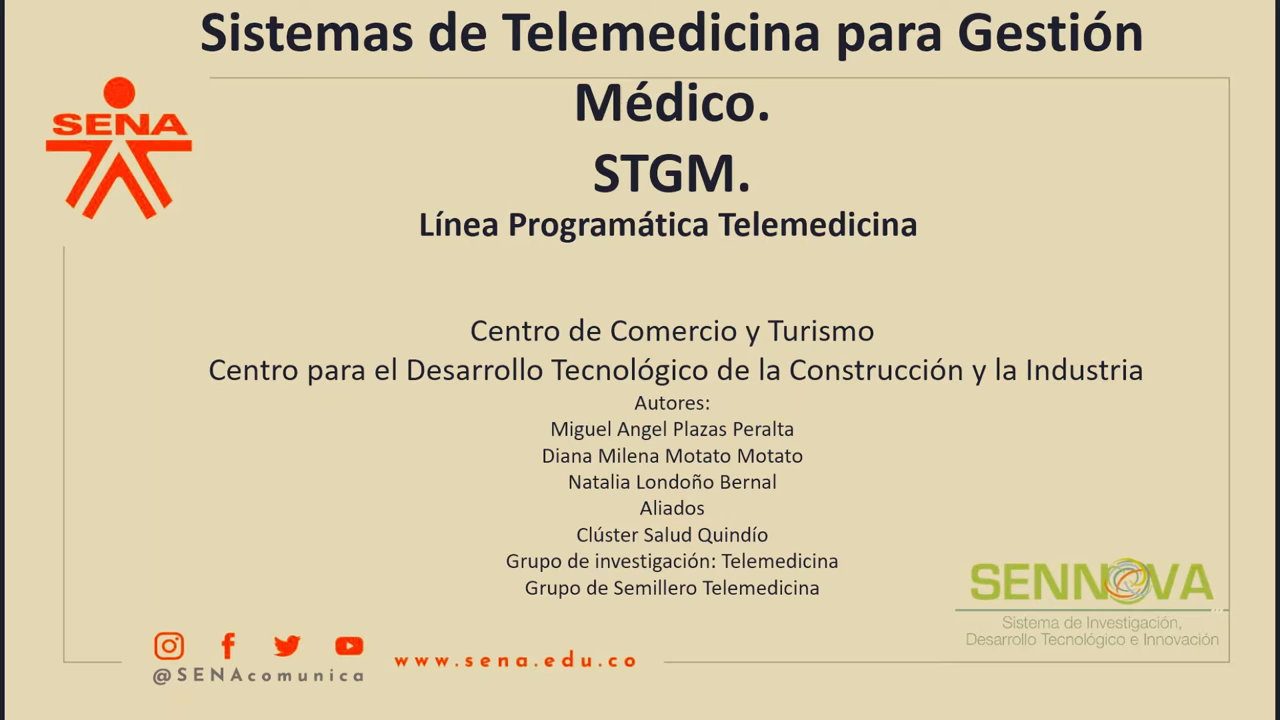 Sistemas de Telemedicina para Gestión
Médico.
STGM.
SENA
Línea Programática Telemedicina
Centro de Comercio y Turismo
Centro para el Desarrollo Tecnológico de la Construcción y la Industria
Autores:
Miguel Angel Plazas Peralta
Diana Milena Motato Motato
Natalia Londoño Bernal
Aliados
Clúster Salud Quindío
Grupo de investigación: Telemedicina
Grupo de Semillero Telemedicina
SENNOVA
Sistema de Investigación,
Desarrollo Tecnológico e Innovación
www.sena.edu.co
@SENAcomunica